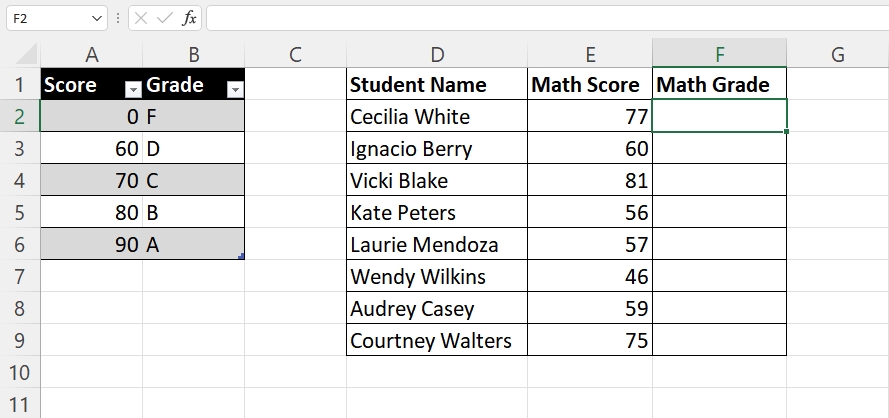 F2 fx
A B C D E F G
1 Score Grade Student Name Math Score Math Grade
2 0 F Cecilia White 77
3 60 D Ignacio Berry 60
4 70 C Vicki Blake 81
5 80 B Kate Peters 56
6 90 A Laurie Mendoza 57
7 Wendy Wilkins 46
8 Audrey Casey 59
9 Courtney Walters 75
10
11